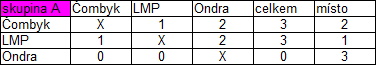 skupina A Čombyk LMP Ondra celkem místo
Čombyk X 1 2 3 2
LMP 1 X 2 3 1
Ondra 0 0 X 0 3